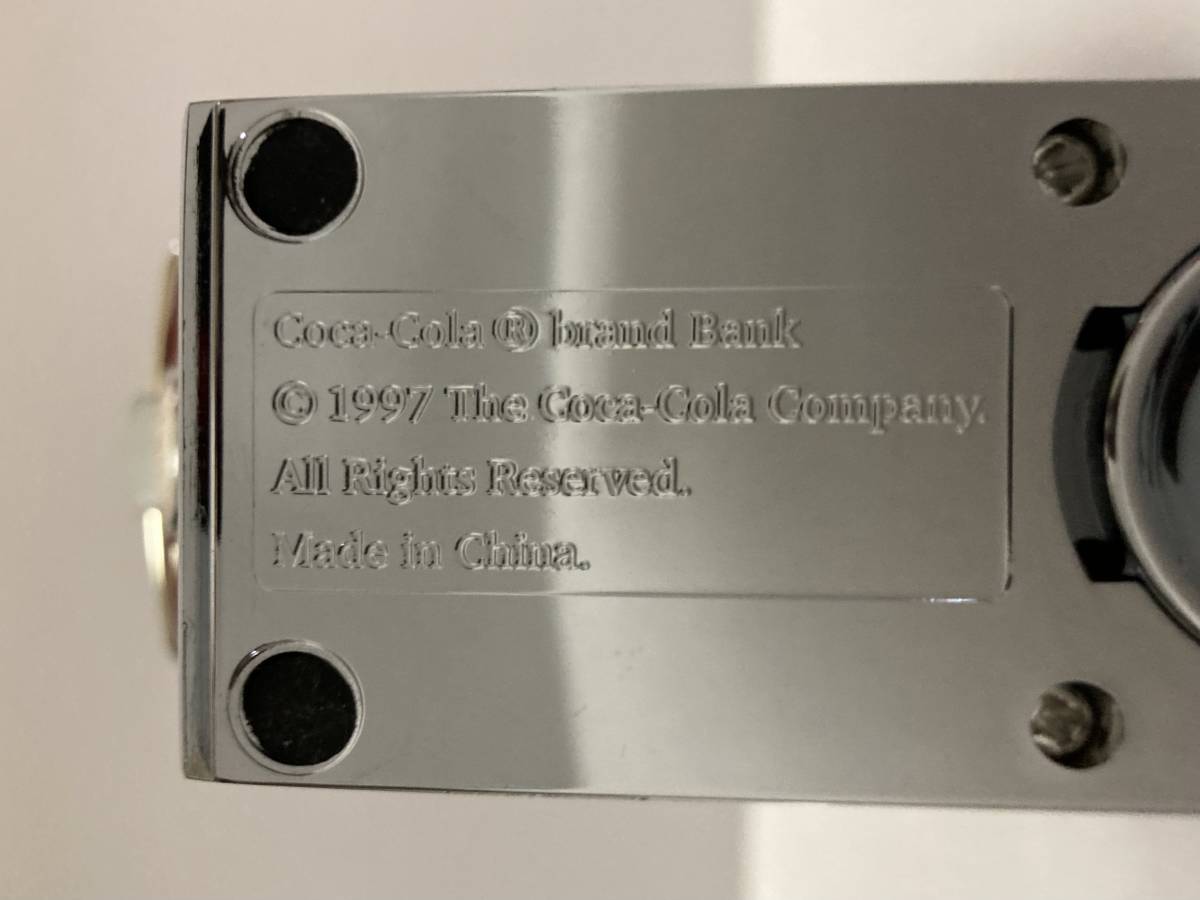 Coca-Cola ® brand Bank
© 1997 The Coca-Cola Company.
All Rights Reserved.
Made in China.